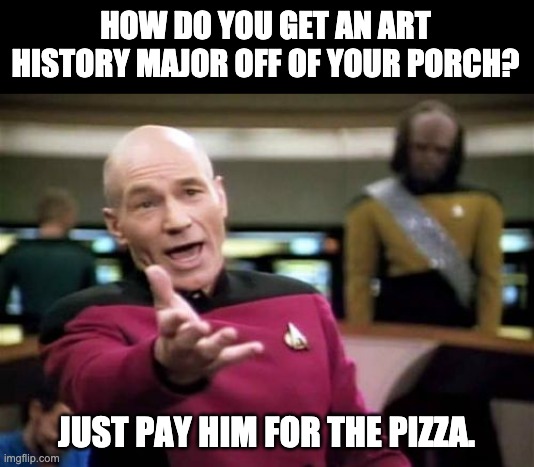 HOW DO YOU GET AN ART
HISTORY MAJOR OFF OF YOUR PORCH?
JUST PAY HIM FOR THE PIZZA.
imgflip.com